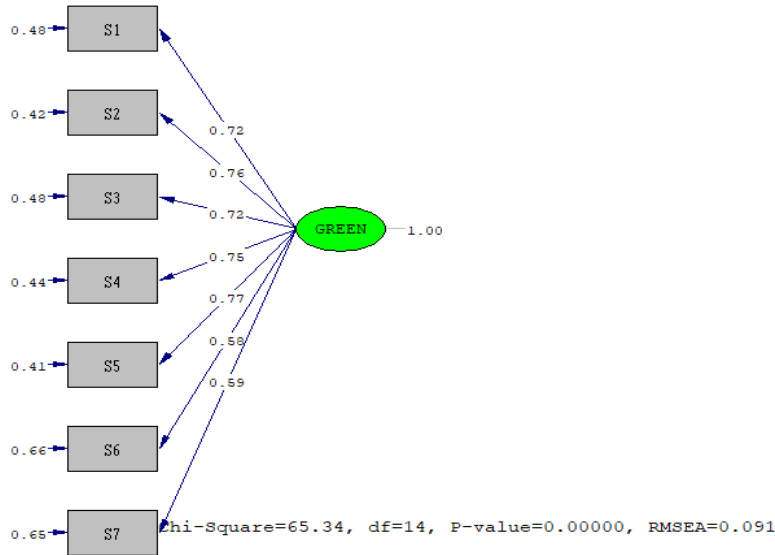 0.48 S1
0.72
0.42 S2
0.76
0.48 S3
0.72
GREEN 1.00
0.75
0.44 S4
0.77
0.58
0.41 S5
0.59
0.66 S6
0.65 S7 Chi-Square=65.34, df=14, P-value=0.00000, RMSEA=0.091